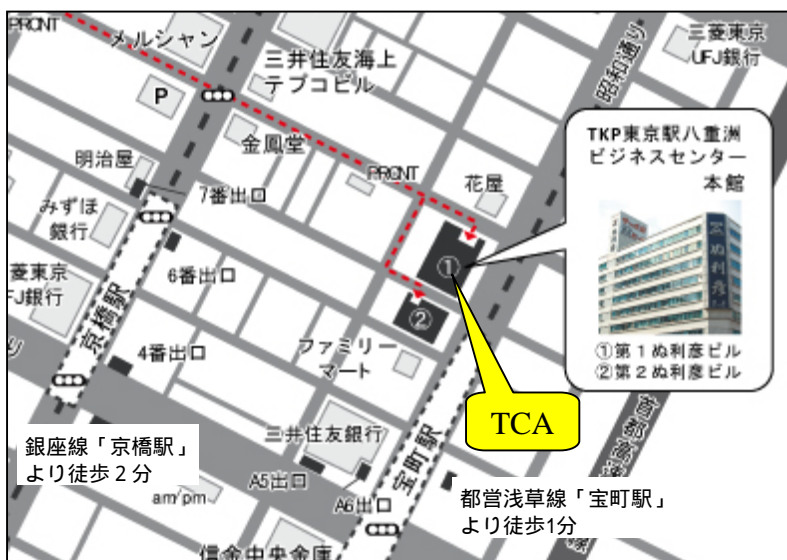 PRONT
メルシャン
三井住友海上
テプコビル
昭和通り
三菱東京
UFJ銀行
P
金鳳堂
明治屋
7番出口
PRONT
花屋
TKP東京駅八重洲
ビジネスセンター
本館
ぬ利彦
①第1ぬ利彦ビル
②第2ぬ利彦ビル
みずほ
銀行
6番出口
①
②
菱東京
FJ銀行
京橋駅
4番出口
ファミリー
マート
TCA
三井住友銀行
宝町駅
首都高速
線
銀座線「京橋駅」
より徒歩2分
A5出口
A6出口
am/pm
都営浅草線「宝町駅」
より徒歩1分
信金中央金庫
り